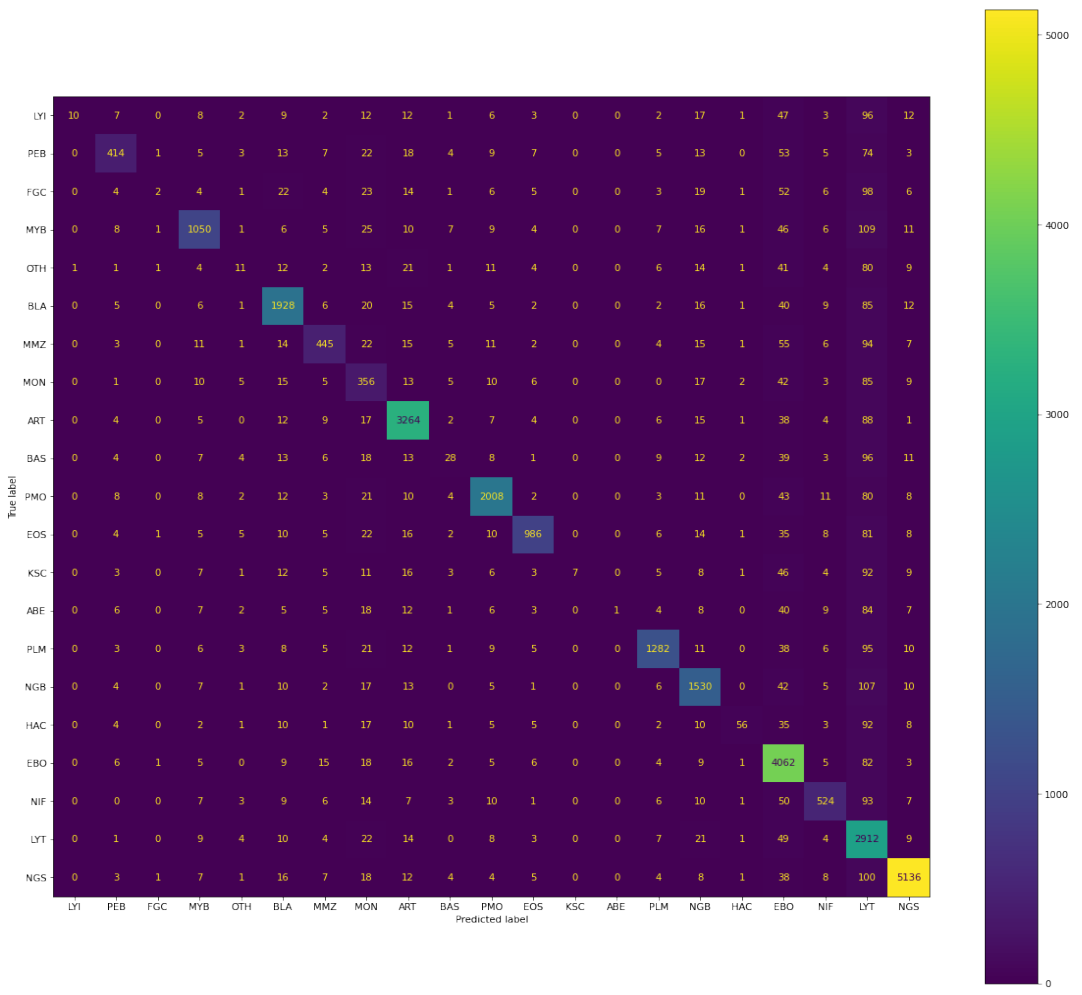 5000
4000
3000
2000
1000
0
True label
LYI 10 7 0 8 2 9 2 12 12 1 6 3 0 0 2 17 1 47 3 96 12
PEB 0 414 1 5 3 13 7 22 18 4 9 7 0 0 5 13 0 53 5 74 3
FGC 0 4 2 4 1 22 4 23 14 1 6 5 0 0 3 19 1 52 6 98 6
MYB 0 8 1 1050 1 6 5 25 10 7 9 4 0 0 7 16 1 46 6 109 11
OTH 1 1 1 4 11 12 2 13 21 1 11 4 0 0 6 14 1 41 4 80 9
BLA 0 5 0 6 1 1928 6 20 15 4 5 2 0 0 2 16 1 40 9 85 12
MMZ 0 3 0 11 1 14 445 22 15 5 11 2 0 0 4 15 1 55 6 94 7
MON 0 1 0 10 5 15 5 356 13 5 10 6 0 0 0 17 2 42 3 85 9
ART 0 4 0 5 0 12 9 17 3264 2 7 4 0 0 6 15 1 38 4 88 1
BAS 0 4 0 7 4 13 6 18 13 28 8 1 0 0 9 12 2 39 3 96 11
PMO 0 8 0 8 2 12 3 21 10 4 2008 2 0 0 3 11 0 43 11 80 8
EOS 0 4 1 5 5 10 5 22 16 2 10 986 0 0 6 14 1 35 8 81 8
KSC 0 3 0 7 1 12 5 11 16 3 6 3 7 0 5 8 1 46 4 92 9
ABE 0 6 0 7 2 5 5 18 12 1 6 3 0 1 4 8 0 40 9 84 7
PLM 0 3 0 6 3 8 5 21 12 1 9 5 0 0 1282 11 0 38 6 95 10
NGB 0 4 0 7 1 10 2 17 13 0 5 1 0 0 6 1530 0 42 5 107 10
HAC 0 4 0 2 1 10 1 17 10 1 5 5 0 0 2 10 56 35 3 92 8
EBO 0 6 1 5 0 9 15 18 16 2 5 6 0 0 4 9 1 4062 5 82 3
NIF 0 0 0 7 3 9 6 14 7 3 10 1 0 0 6 10 1 50 524 93 7
LYT 0 1 0 9 4 10 4 22 14 0 8 3 0 0 7 21 1 49 4 2912 9
NGS 0 3 1 7 1 16 7 18 12 4 4 5 0 0 4 8 1 38 8 100 5136
LYI PEB FGC MYB OTH BLA MMZ MON ART BAS PMO EOS KSC ABE PLM NGB HAC EBO NIF LYT NGS
Predicted label